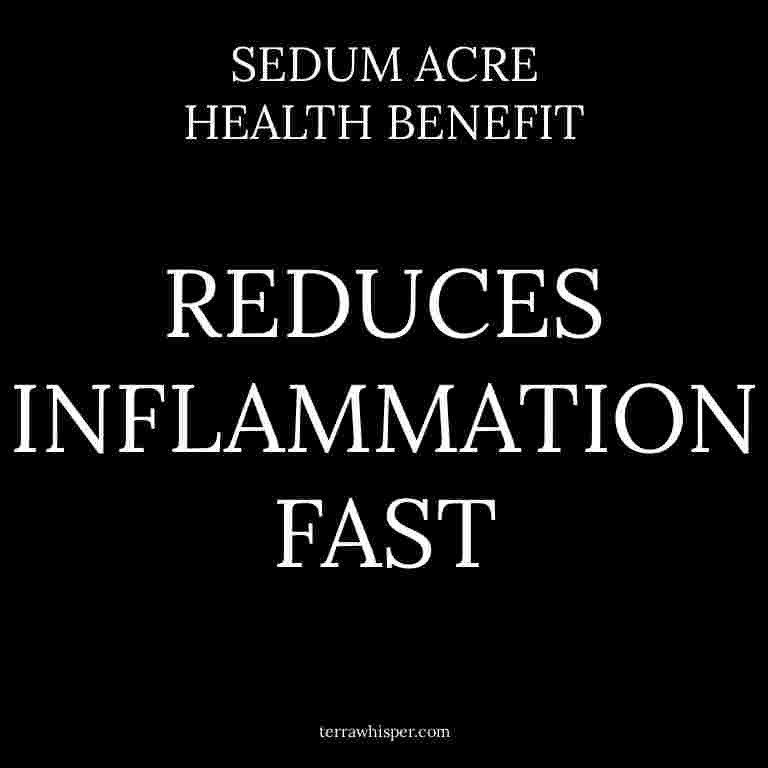 SEDUM ACRE
HEALTH BENEFIT
REDUCES
INFLAMMATION
FAST
terrawhisper.com